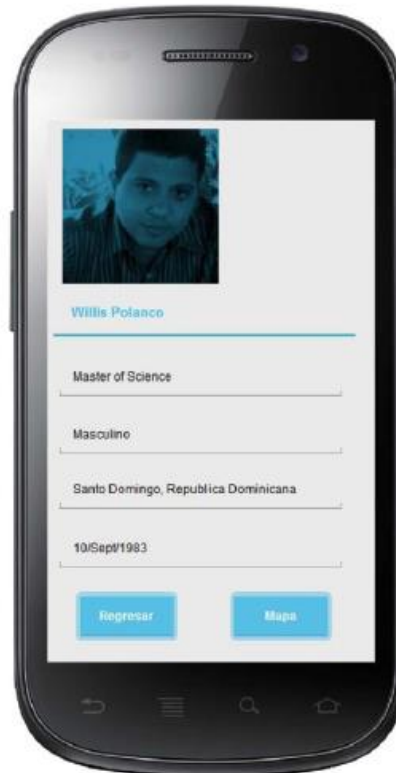 Willis Polanco
Master of Science
Masculino
Santo Domingo, Republica Dominicana
10/Sept/1983
Regresar
Mapa